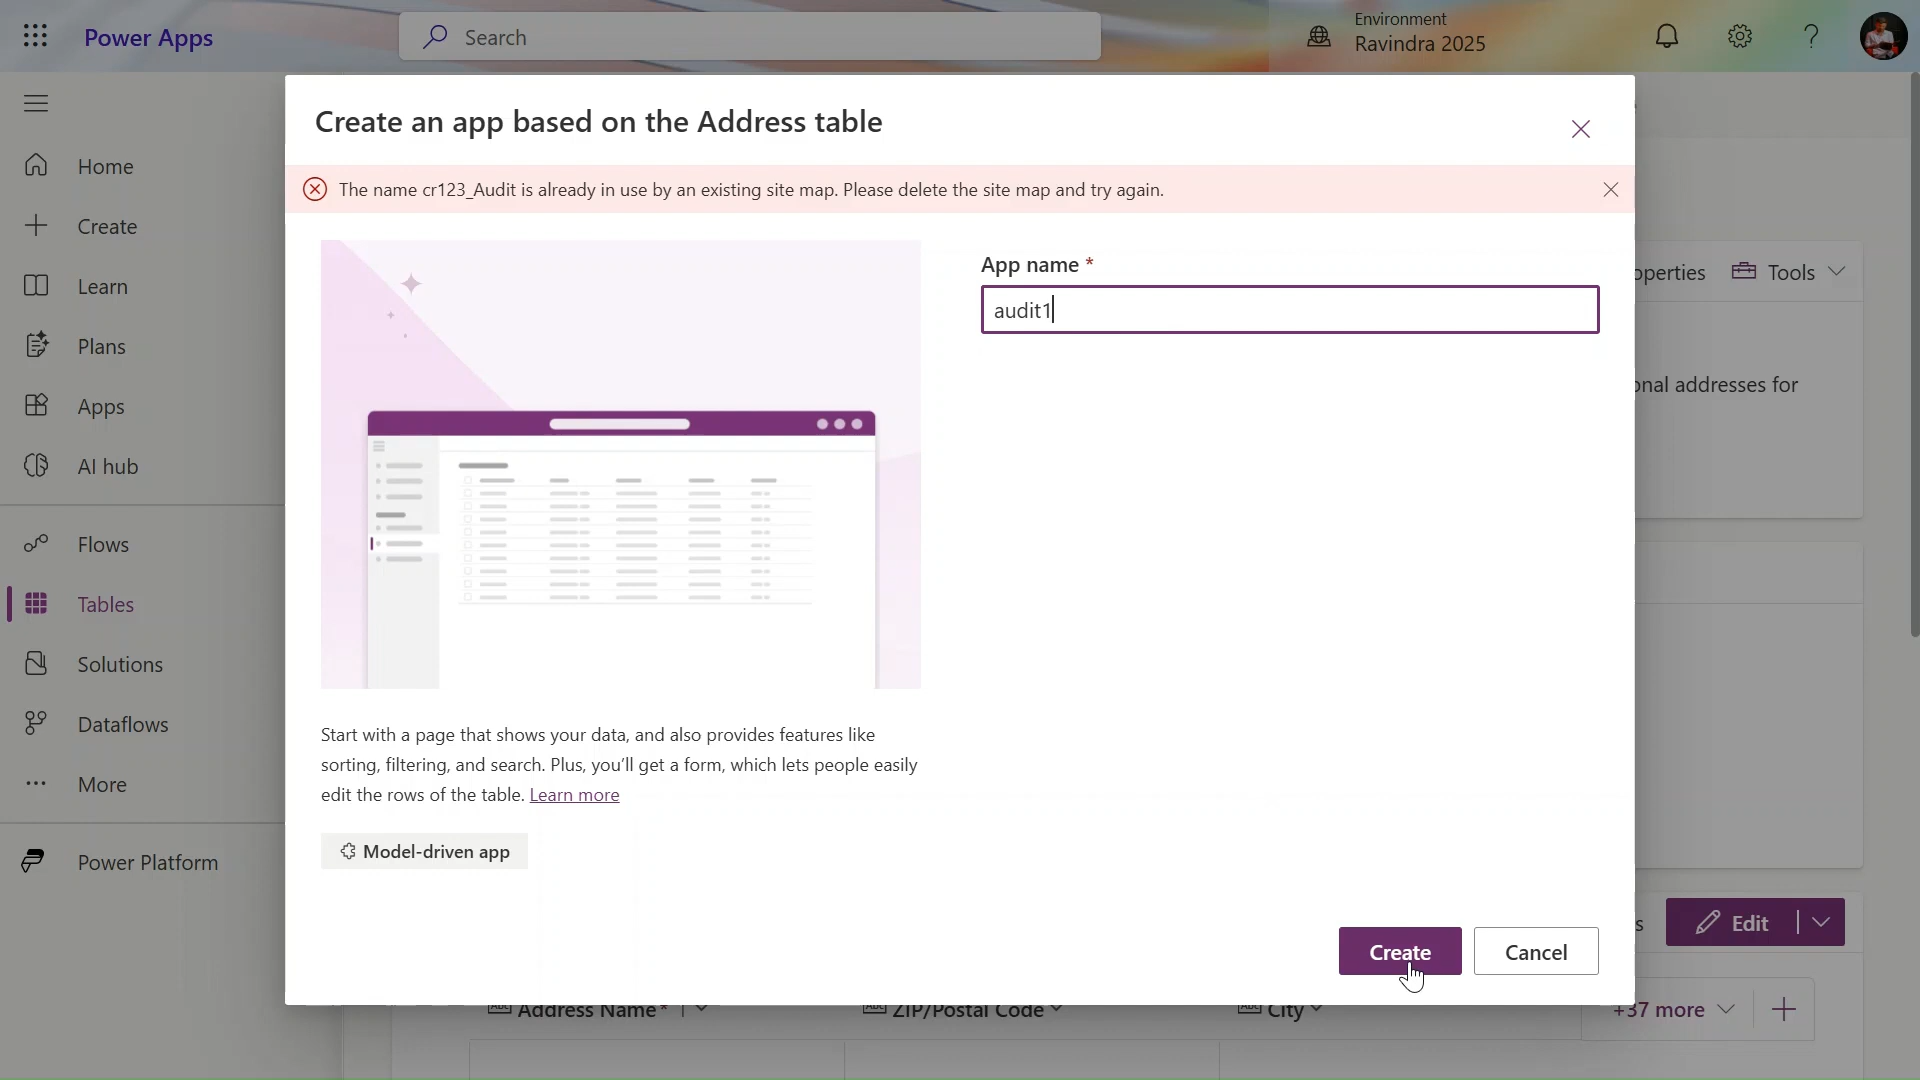 Power Apps
Search
Environment
Ravindra 2025
Home
Create
Learn
Plans
Apps
AI hub
Flows
Tables
Solutions
Dataflows
More
Power Platform
Create an app based on the Address table
The name cr123_Audit is already in use by an existing site map. Please delete the site map and try again.
App name *
audit1
Start with a page that shows your data, and also provides features like
sorting, filtering, and search. Plus, you'll get a form, which lets people easily
edit the rows of the table. Learn more
Model-driven app
Create
Cancel
Tools
addresses for
Edit
Address Name*
ZIP/Postal Code
City
+37 more